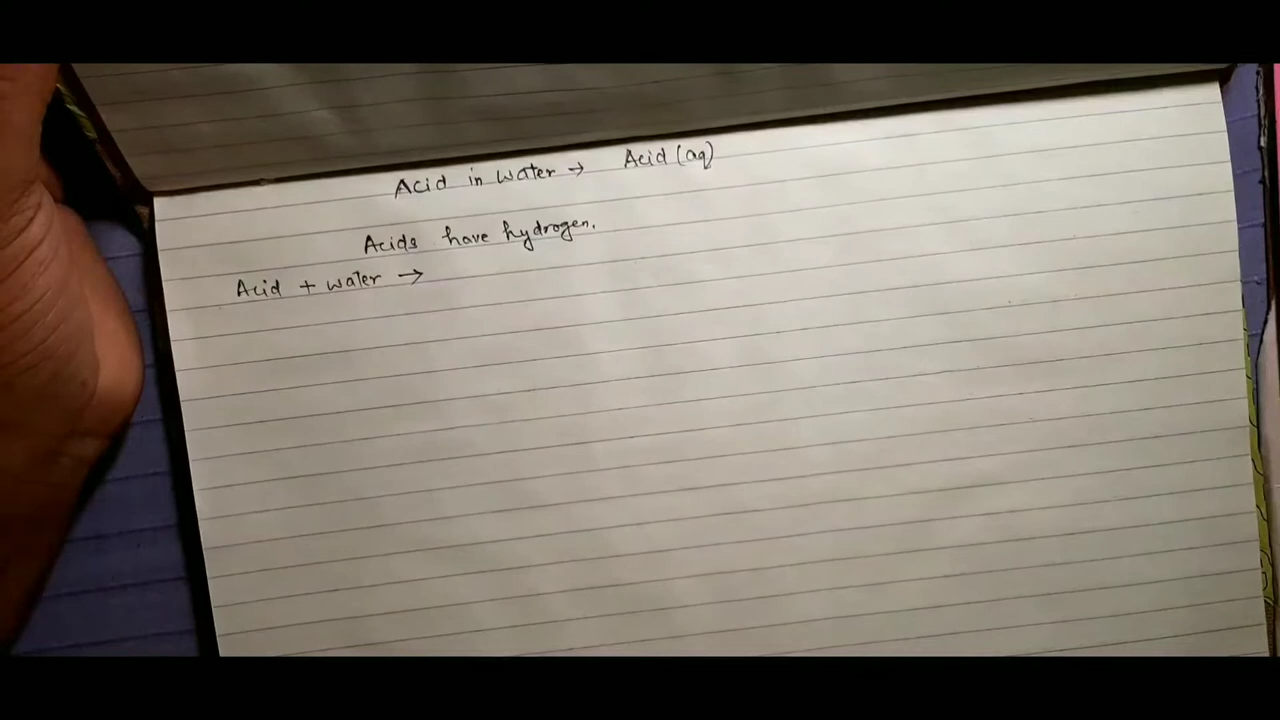 Acid in water → Acid (aq)
Acids have hydrogen.
Acid + water →